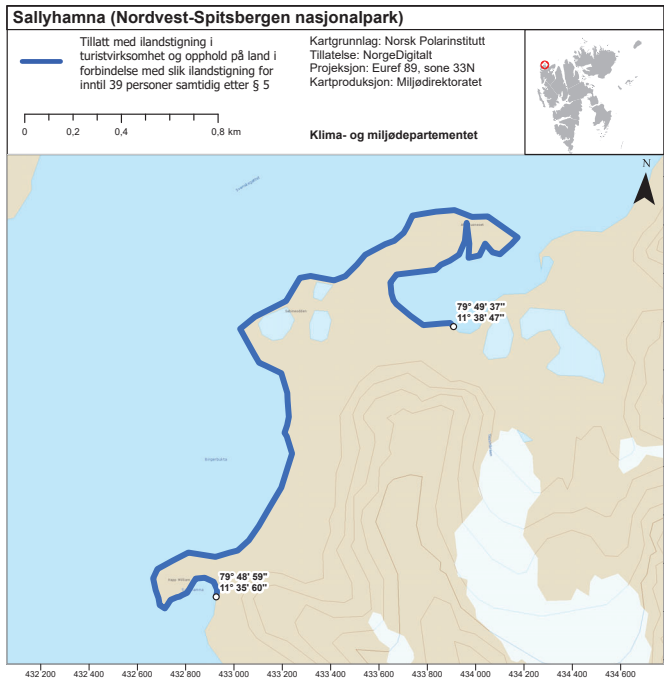 Sallyhamna (Nordvest-Spitsbergen nasjonalpark)
Tillatt med ilandstigning i
turistvirksomhet og opphold på land i
forbindelse med slik ilandstigning for
inntil 39 personer samtidig etter § 5
0 0,2 0,4 0,8 km
Kartgrunnlag: Norsk Polarinstitutt
Tillatelse: NorgeDigitalt
Projeksjon: Euref 89, sone 33N
Kartproduksjon: Miljødirektoratet
Klima- og miljødepartementet
N
79° 49' 37"
11° 38' 47"
79° 48' 59"
11° 35' 60"
432 200 432 400 432 600 432 800 433 000 433 200 433 400 433 600 433 800 434 000 434 200 434 400 434 600